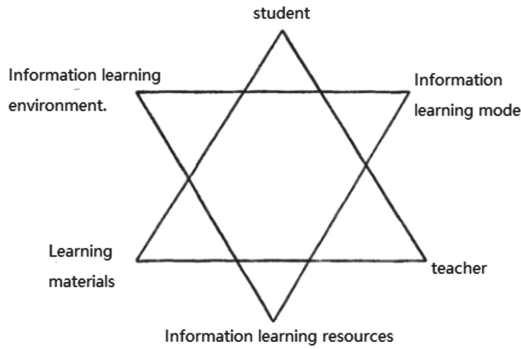 student
Information learning
environment.
Information
learning mode
Learning
materials
teacher
Information learning resources